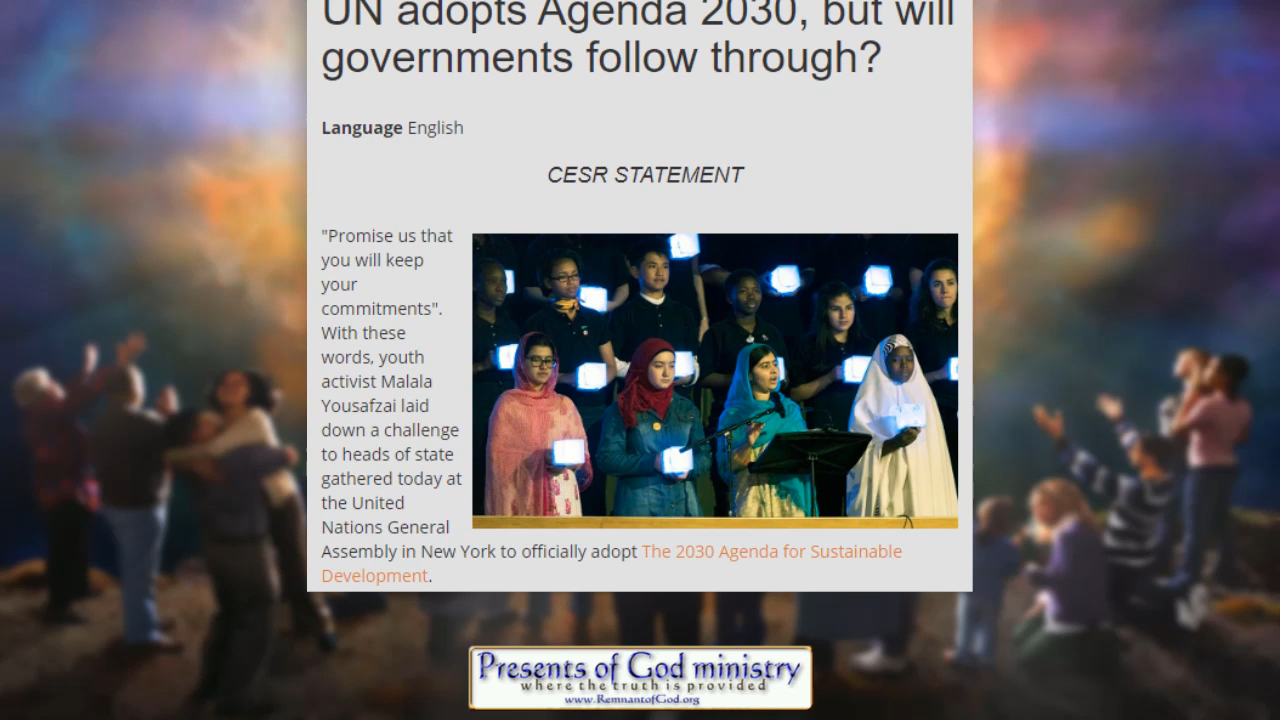 UN adopts Agenda 2030, but will
governments follow through?
Language English
CESR STATEMENT
"Promise us that
you will keep
your
commitments".
With these
words, youth
activist Malala
Yousafzai laid
down a challenge
to heads of state
gathered today at
the United
Nations General
Assembly in New York to officially adopt The 2030 Agenda for Sustainable
Development.
Presents of God ministry
where the truth is provided
www.RemnantofGod.org